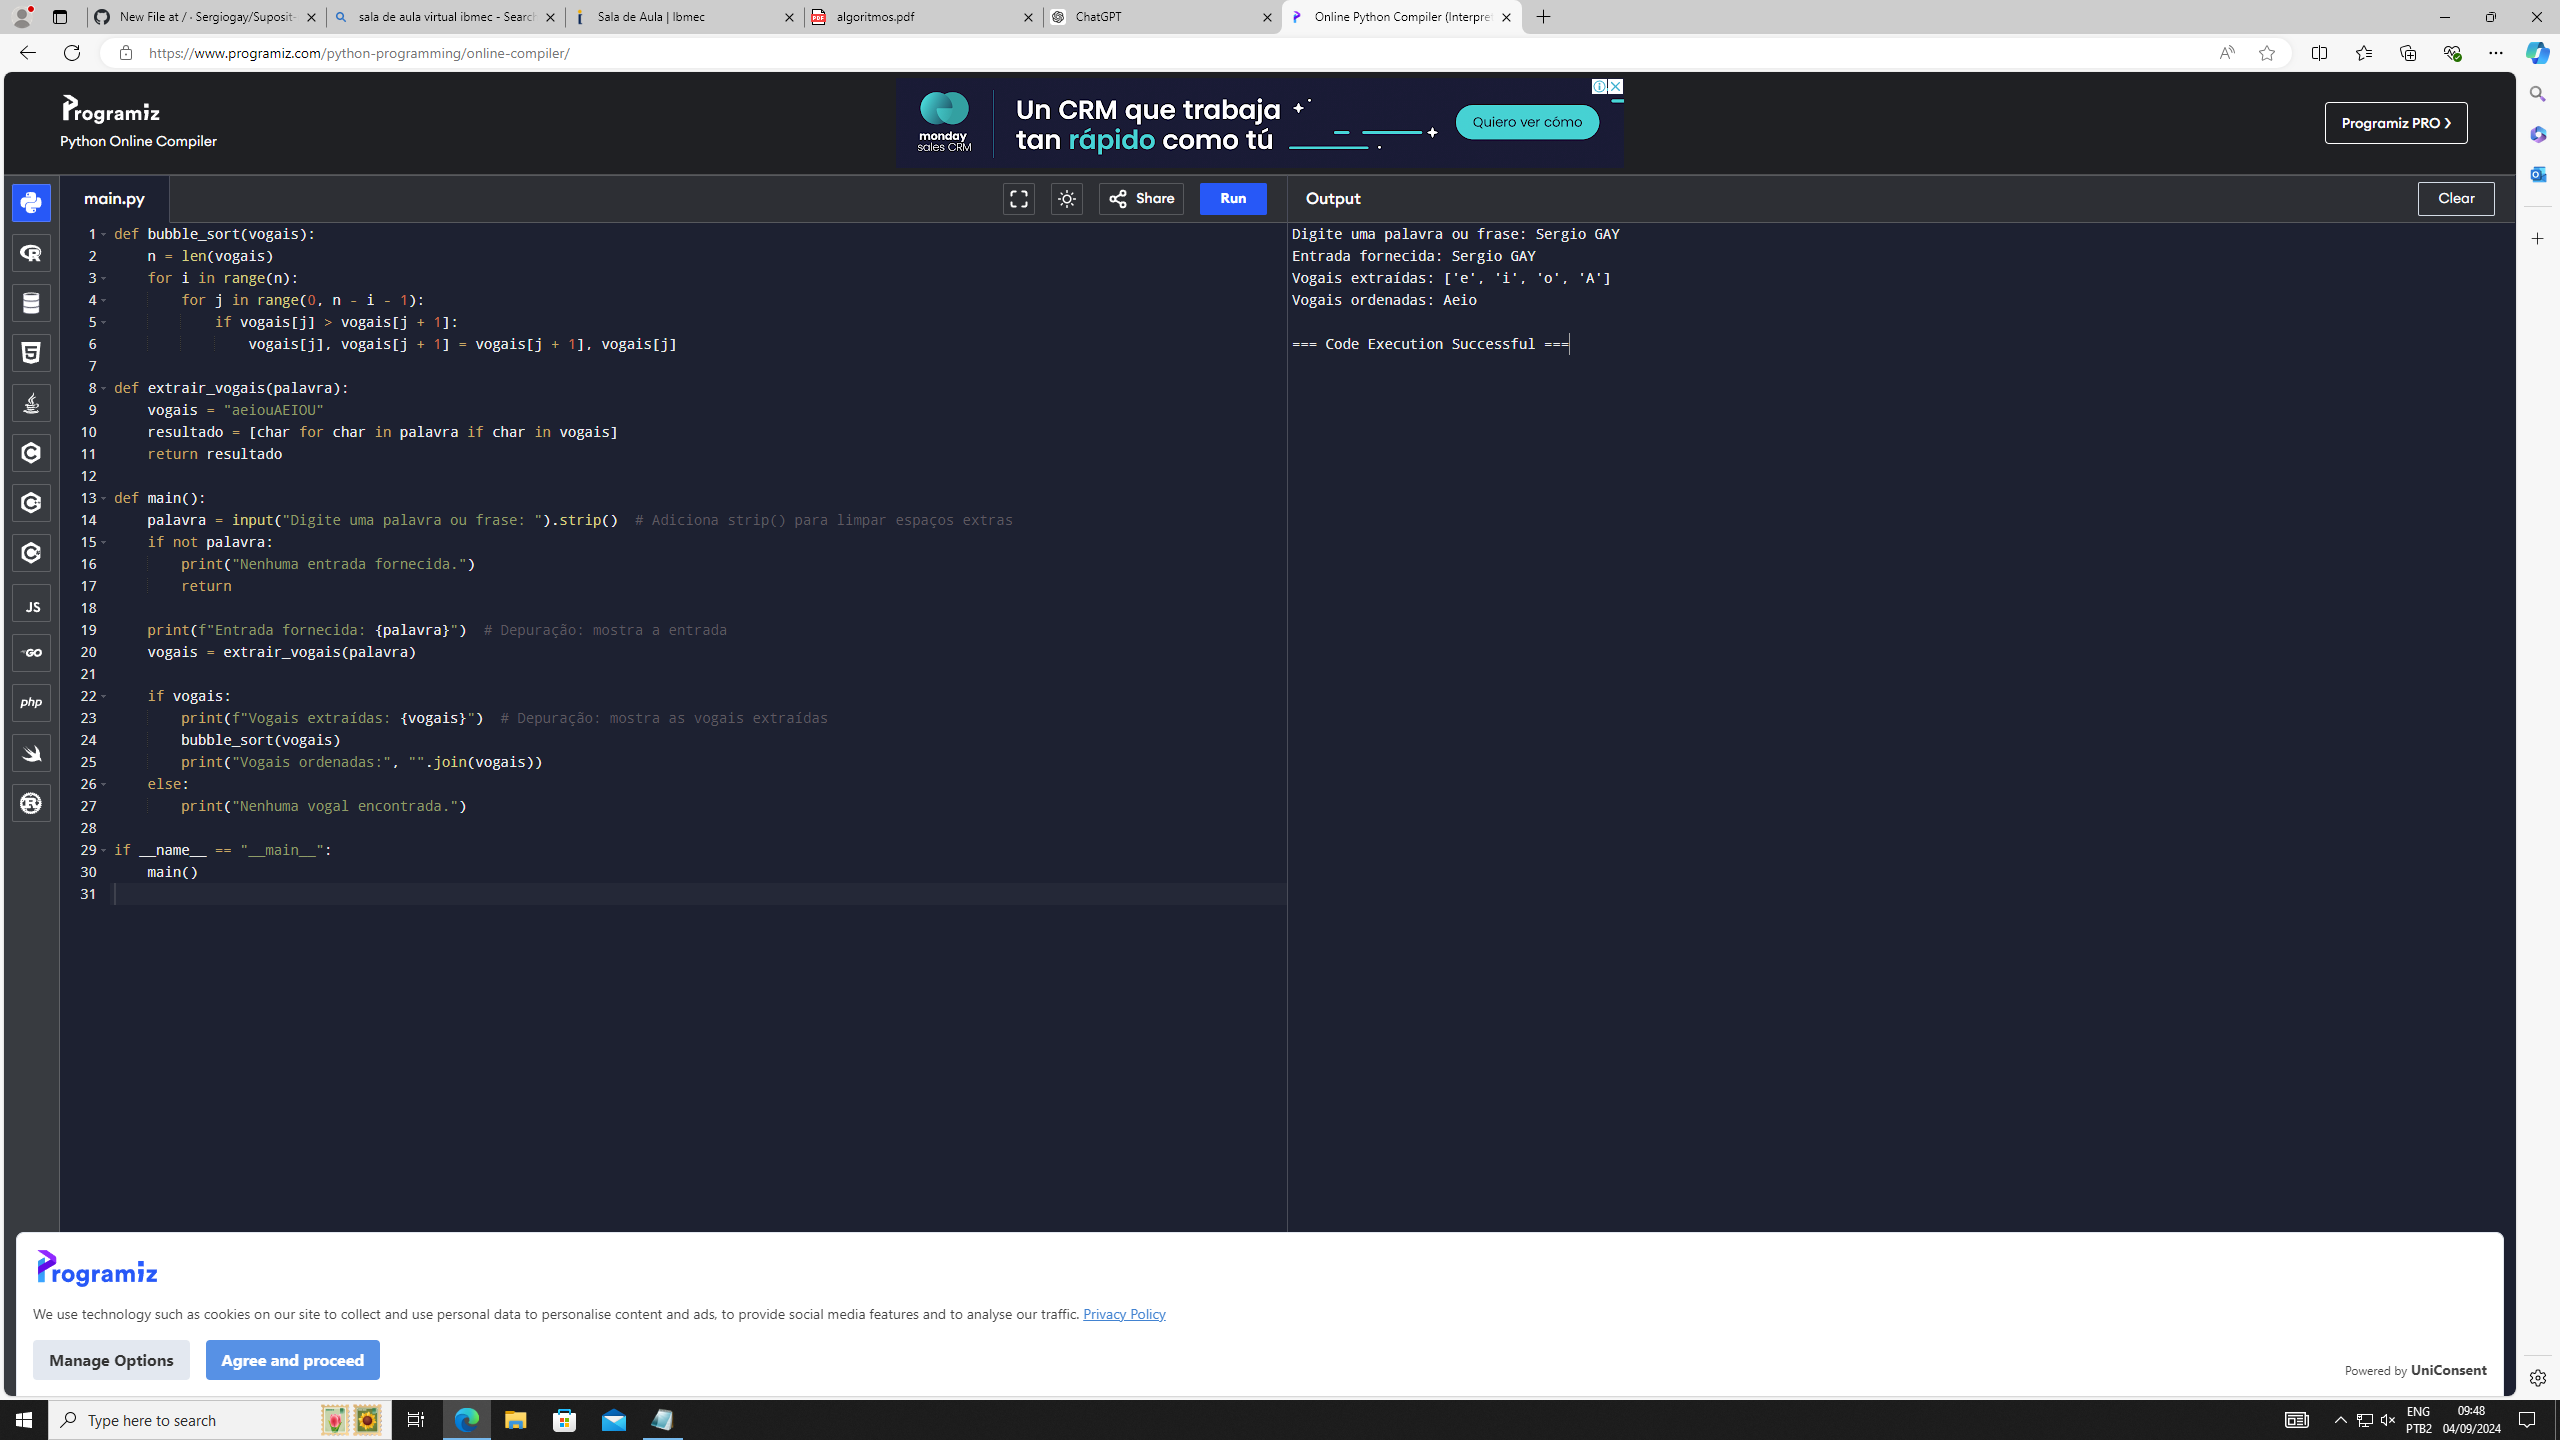 New File at / · Sergiogay/Suposit-
sala de aula virtual ibmec - Search
Sala de Aula | Ibmec
algoritmos.pdf
ChatGPT
Online Python Compiler (Interpret
https://www.programiz.com/python-programming/online-compiler/
Programiz
Python Online Compiler
monday
sales CRM
Un CRM que trabaja
tan rápido como tú
Quiero ver cómo
Programiz PRO ❯
main.py
Share
Run
Output
Clear
1 def bubble_sort(vogais):
2     n = len(vogais)
3     for i in range(n):
4         for j in range(0, n - i - 1):
5             if vogais[j] > vogais[j + 1]:
6                 vogais[j], vogais[j + 1] = vogais[j + 1], vogais[j]
7
8 def extrair_vogais(palavra):
9     vogais = "aeiouAEIOU"
10     resultado = [char for char in palavra if char in vogais]
11     return resultado
12
13 def main():
14     palavra = input("Digite uma palavra ou frase: ").strip()  # Adiciona strip() para limpar espaços extras
15     if not palavra:
16         print("Nenhuma entrada fornecida.")
17         return
18
19     print(f"Entrada fornecida: {palavra}")  # Depuração: mostra a entrada
20     vogais = extrair_vogais(palavra)
21
22     if vogais:
23         print(f"Vogais extraídas: {vogais}")  # Depuração: mostra as vogais extraídas
24         bubble_sort(vogais)
25         print("Vogais ordenadas:", "".join(vogais))
26     else:
27         print("Nenhuma vogal encontrada.")
28
29 if __name__ == "__main__":
30     main()
31
Digite uma palavra ou frase: Sergio GAY
Entrada fornecida: Sergio GAY
Vogais extraídas: ['e', 'i', 'o', 'A']
Vogais ordenadas: Aeio
=== Code Execution Successful ===
JS
GO
php
Programiz
We use technology such as cookies on our site to collect and use personal data to personalise content and ads, to provide social media features and to analyse our traffic. Privacy Policy
Manage Options
Agree and proceed
Powered by UniConsent
Type here to search
ENG
PTB2
09:48
04/09/2024